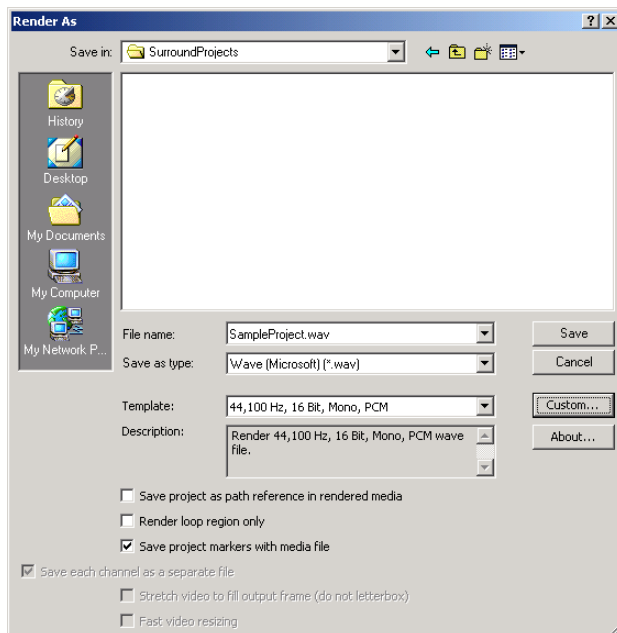 Render As
Save in: SurroundProjects
History
Desktop
My Documents
My Computer
My Network P...
File name: SampleProject.wav Save
Save as type: Wave (Microsoft) (*.wav) Cancel
Template: 44,100 Hz, 16 Bit, Mono, PCM Custom...
Description: Render 44,100 Hz, 16 Bit, Mono, PCM wave file. About...
Save project as path reference in rendered media
Render loop region only
Save project markers with media file
Save each channel as a separate file
Stretch video to fill output frame (do not letterbox)
Fast video resizing